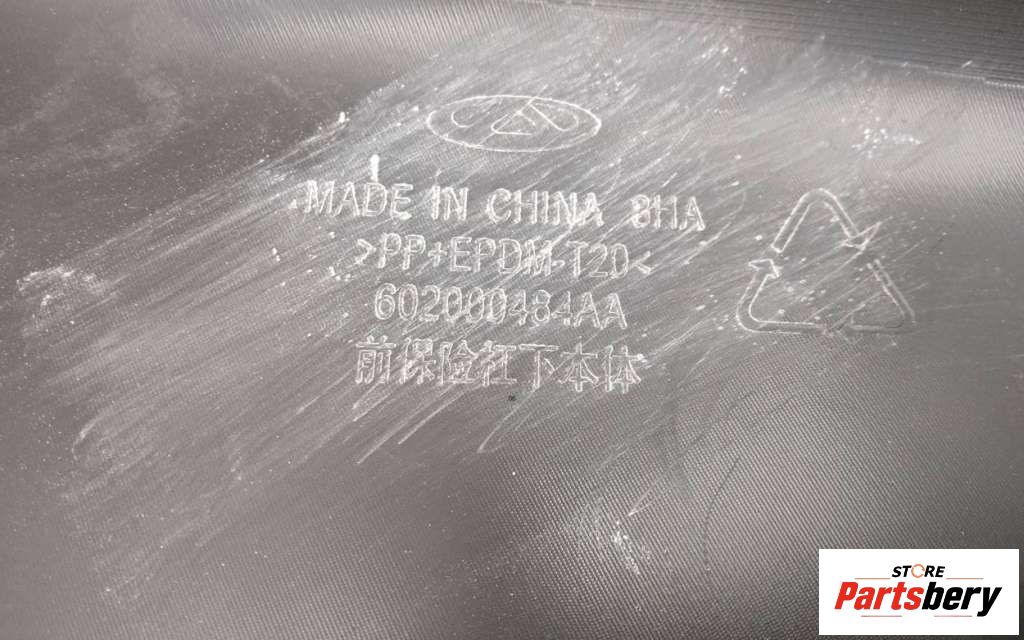 MADE IN CHINA 8HA
>PP+EPDM-T20<
602000484AA
前保险杠下本体
STORE
Partsbery